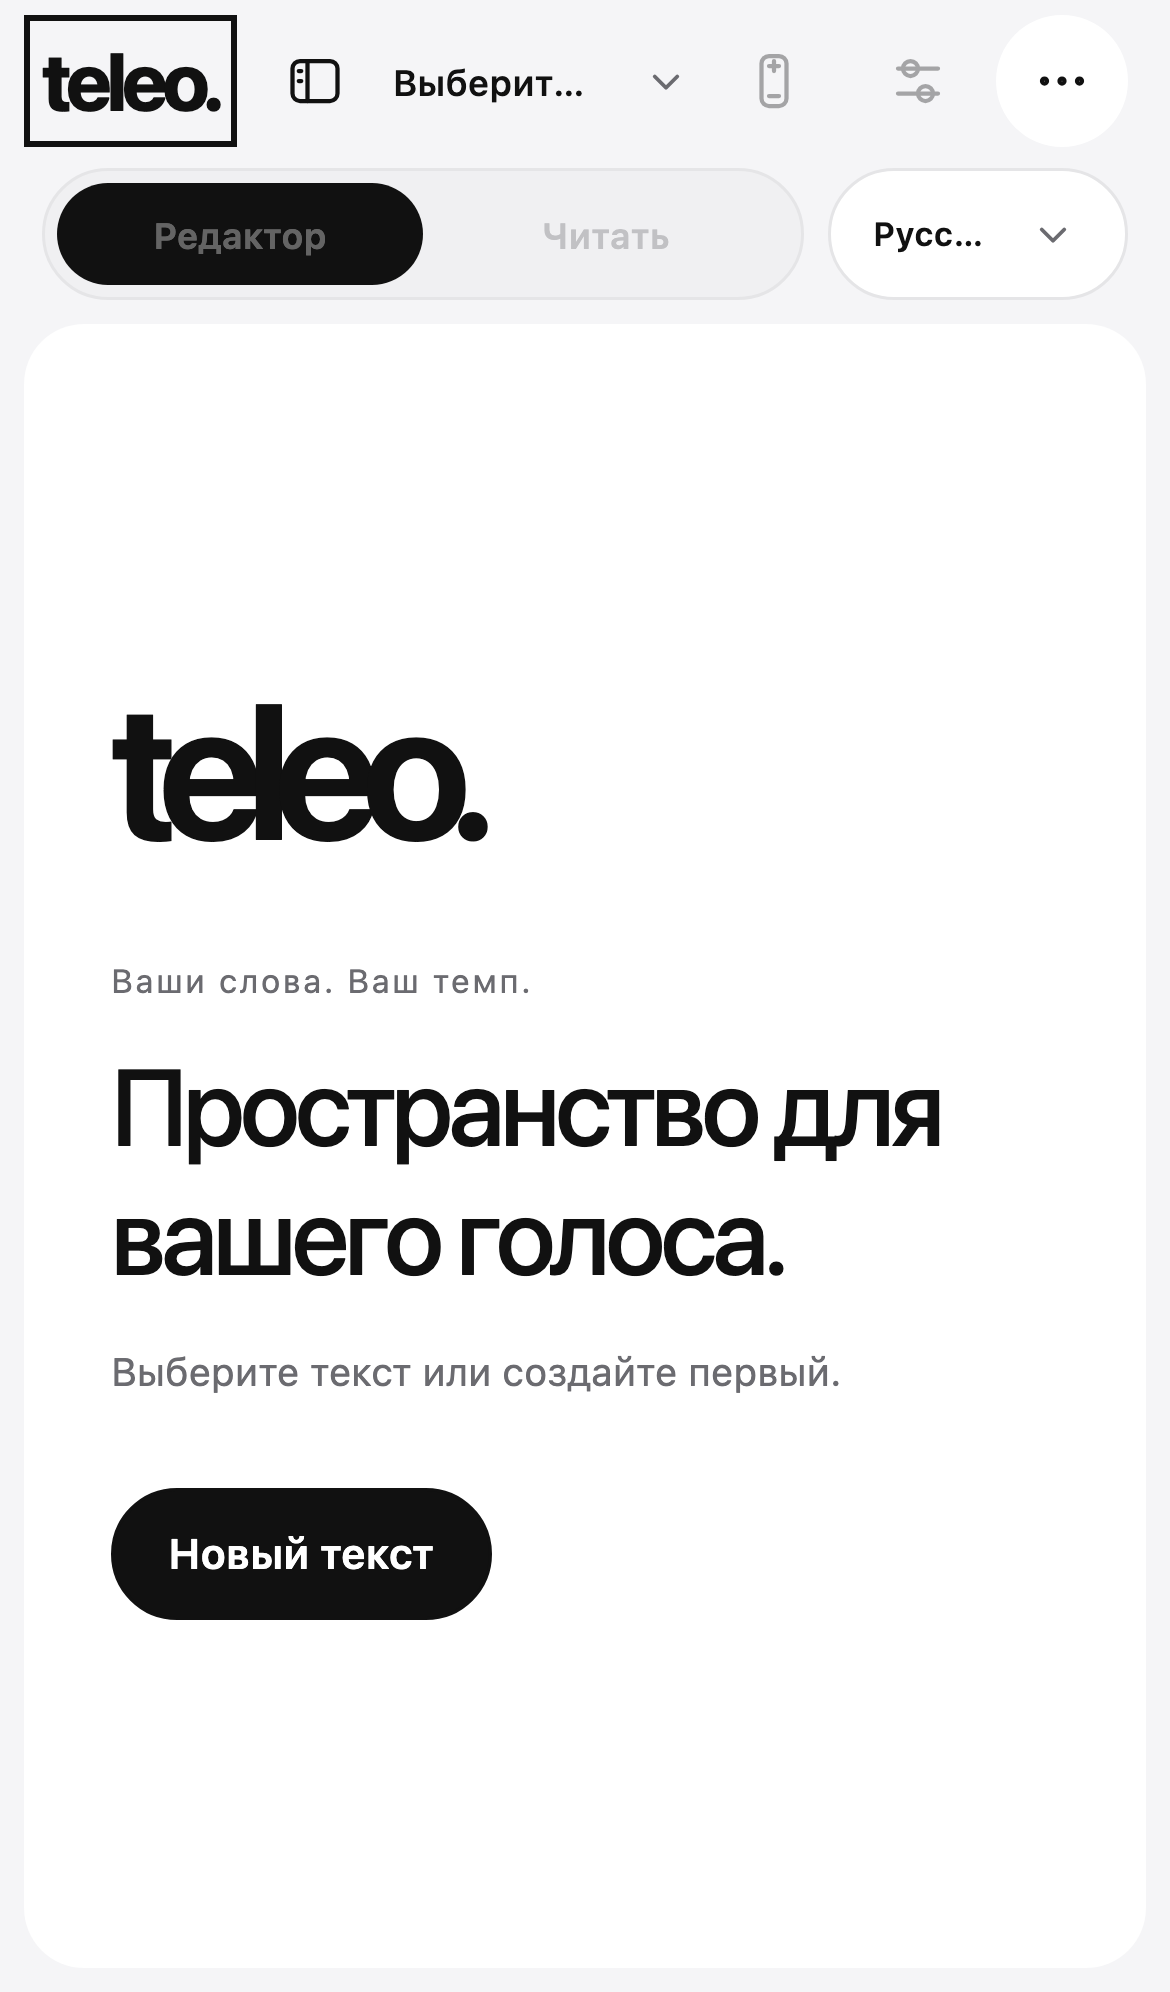 teleo.
Выберит...
Редактор
Читать
Русс...
teleo.
Ваши слова. Ваш темп.
Пространство для
вашего голоса.
Выберите текст или создайте первый.
Новый текст